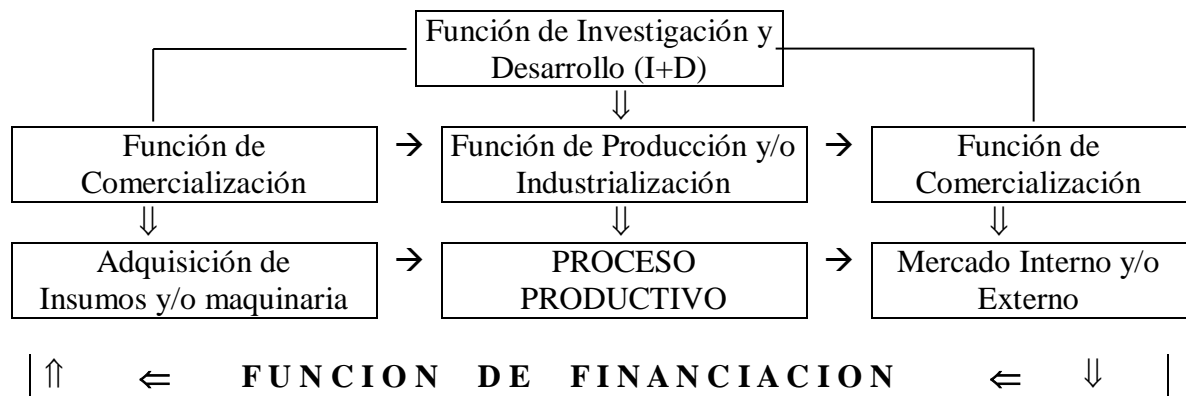 Función de Investigación y
Desarrollo (I+D)
⇓
Función de
Comercialización
→
Función de Producción y/o
Industrialización
→
Función de
Comercialización
⇓
⇓
⇓
Adquisición de
Insumos y/o maquinaria
→
PROCESO
PRODUCTIVO
→
Mercado Interno y/o
Externo
⇑ ⇐ FUNCION DE FINANCIACION ⇐ ⇓